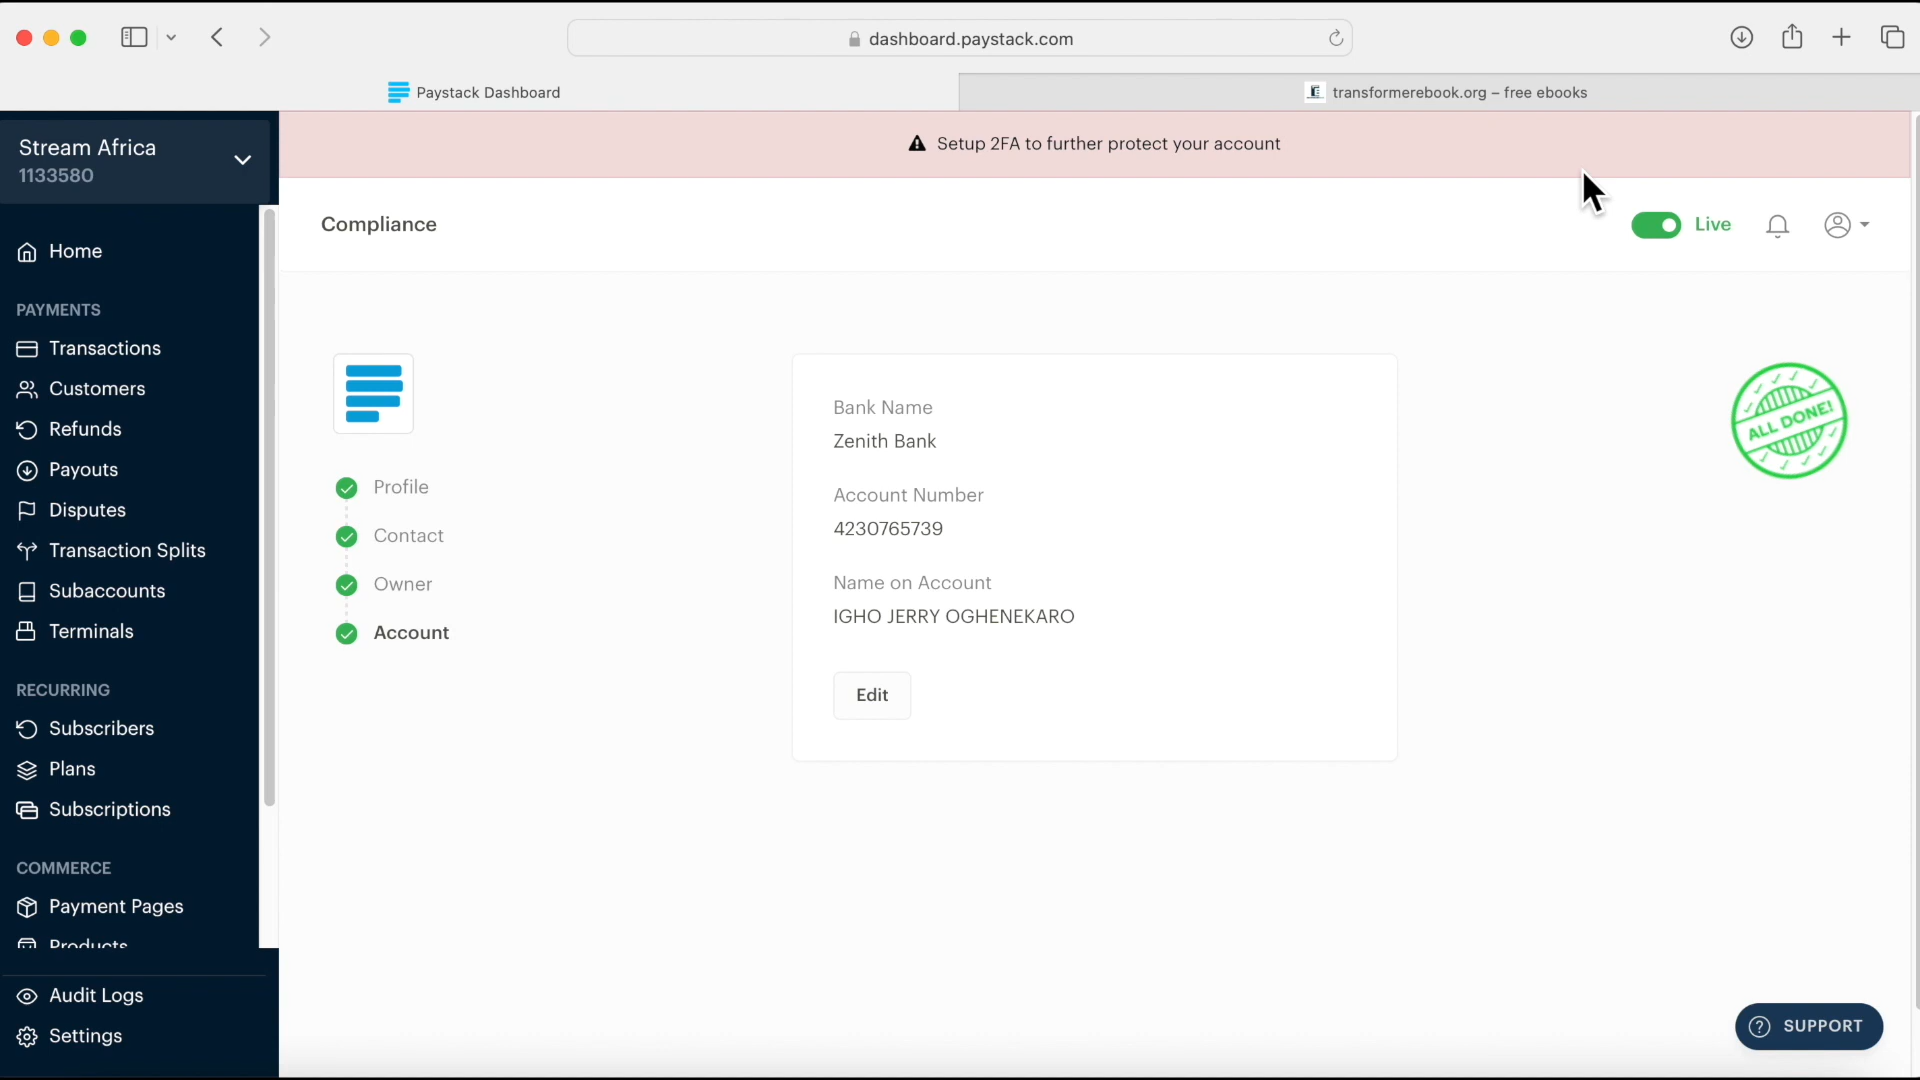 dashboard.paystack.com
Paystack Dashboard
transformerebook.org – free ebooks
Stream Africa
1133580
Setup 2FA to further protect your account
Compliance
Live
Home
PAYMENTS
Transactions
Customers
Refunds
Payouts
Disputes
Transaction Splits
Subaccounts
Terminals
RECURRING
Subscribers
Plans
Subscriptions
COMMERCE
Payment Pages
Products
Audit Logs
Settings
Profile
Contact
Owner
Account
Bank Name
Zenith Bank
Account Number
4230765739
Name on Account
IGHO JERRY OGHENEKARO
Edit
ALL DONE!
SUPPORT